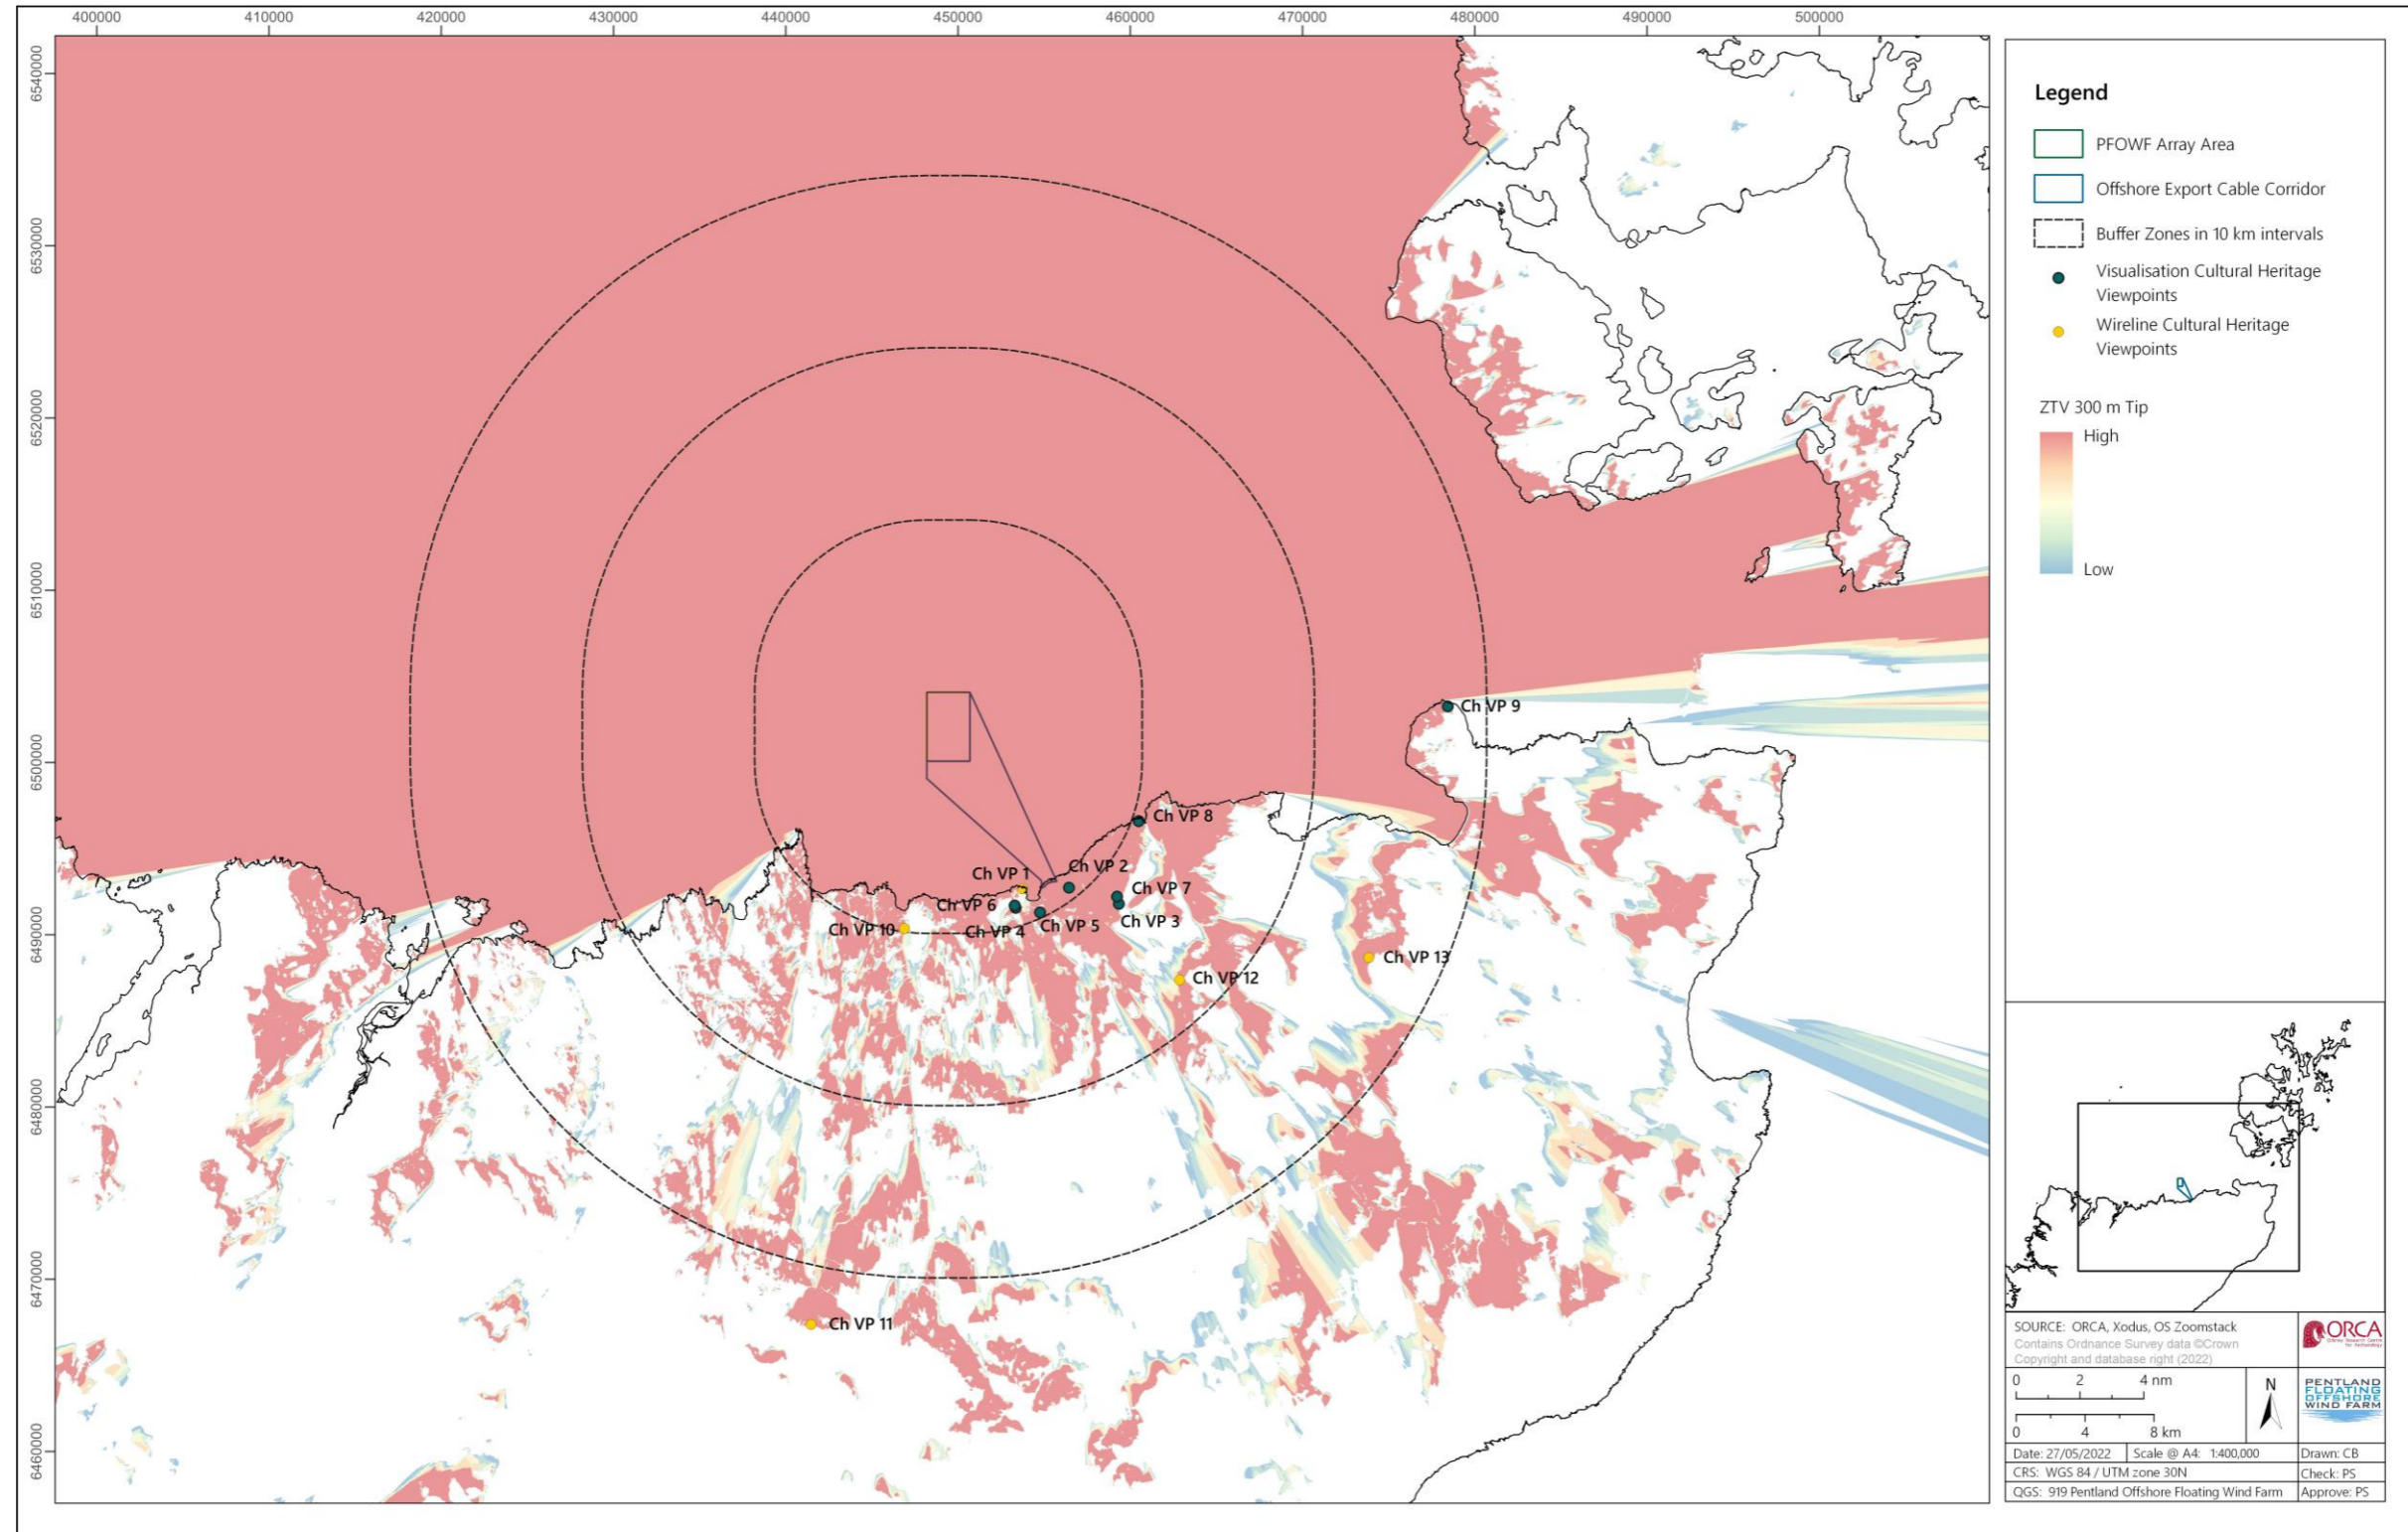 400000 410000 420000 430000 440000 450000 460000 470000 480000 490000 500000
6540000
6530000
6520000
6510000
6500000
6490000
6480000
6470000
6460000
Ch VP 9
Ch VP 8
Ch VP 2
Ch VP 1
Ch VP 7
Ch VP 6
Ch VP 3
Ch VP 5
Ch VP 4
Ch VP 10
Ch VP 13
Ch VP 12
Ch VP 11
Legend
PFOWF Array Area
Offshore Export Cable Corridor
Buffer Zones in 10 km intervals
Visualisation Cultural Heritage
Viewpoints
Wireline Cultural Heritage
Viewpoints
ZTV 300 m Tip
High
Low
SOURCE: ORCA, Xodus, OS Zoomstack
Contains Ordnance Survey data ©Crown
Copyright and database right (2022)
ORCA
Orkney Research Centre
for Archaeology
0 2 4 nm
0 4 8 km
N
PENTLAND
FLOATING
OFFSHORE
WIND FARM
Date: 27/05/2022 Scale @ A4: 1:400,000 Drawn: CB
CRS: WGS 84 / UTM zone 30N Check: PS
QGS: 919 Pentland Offshore Floating Wind Farm Approve: PS